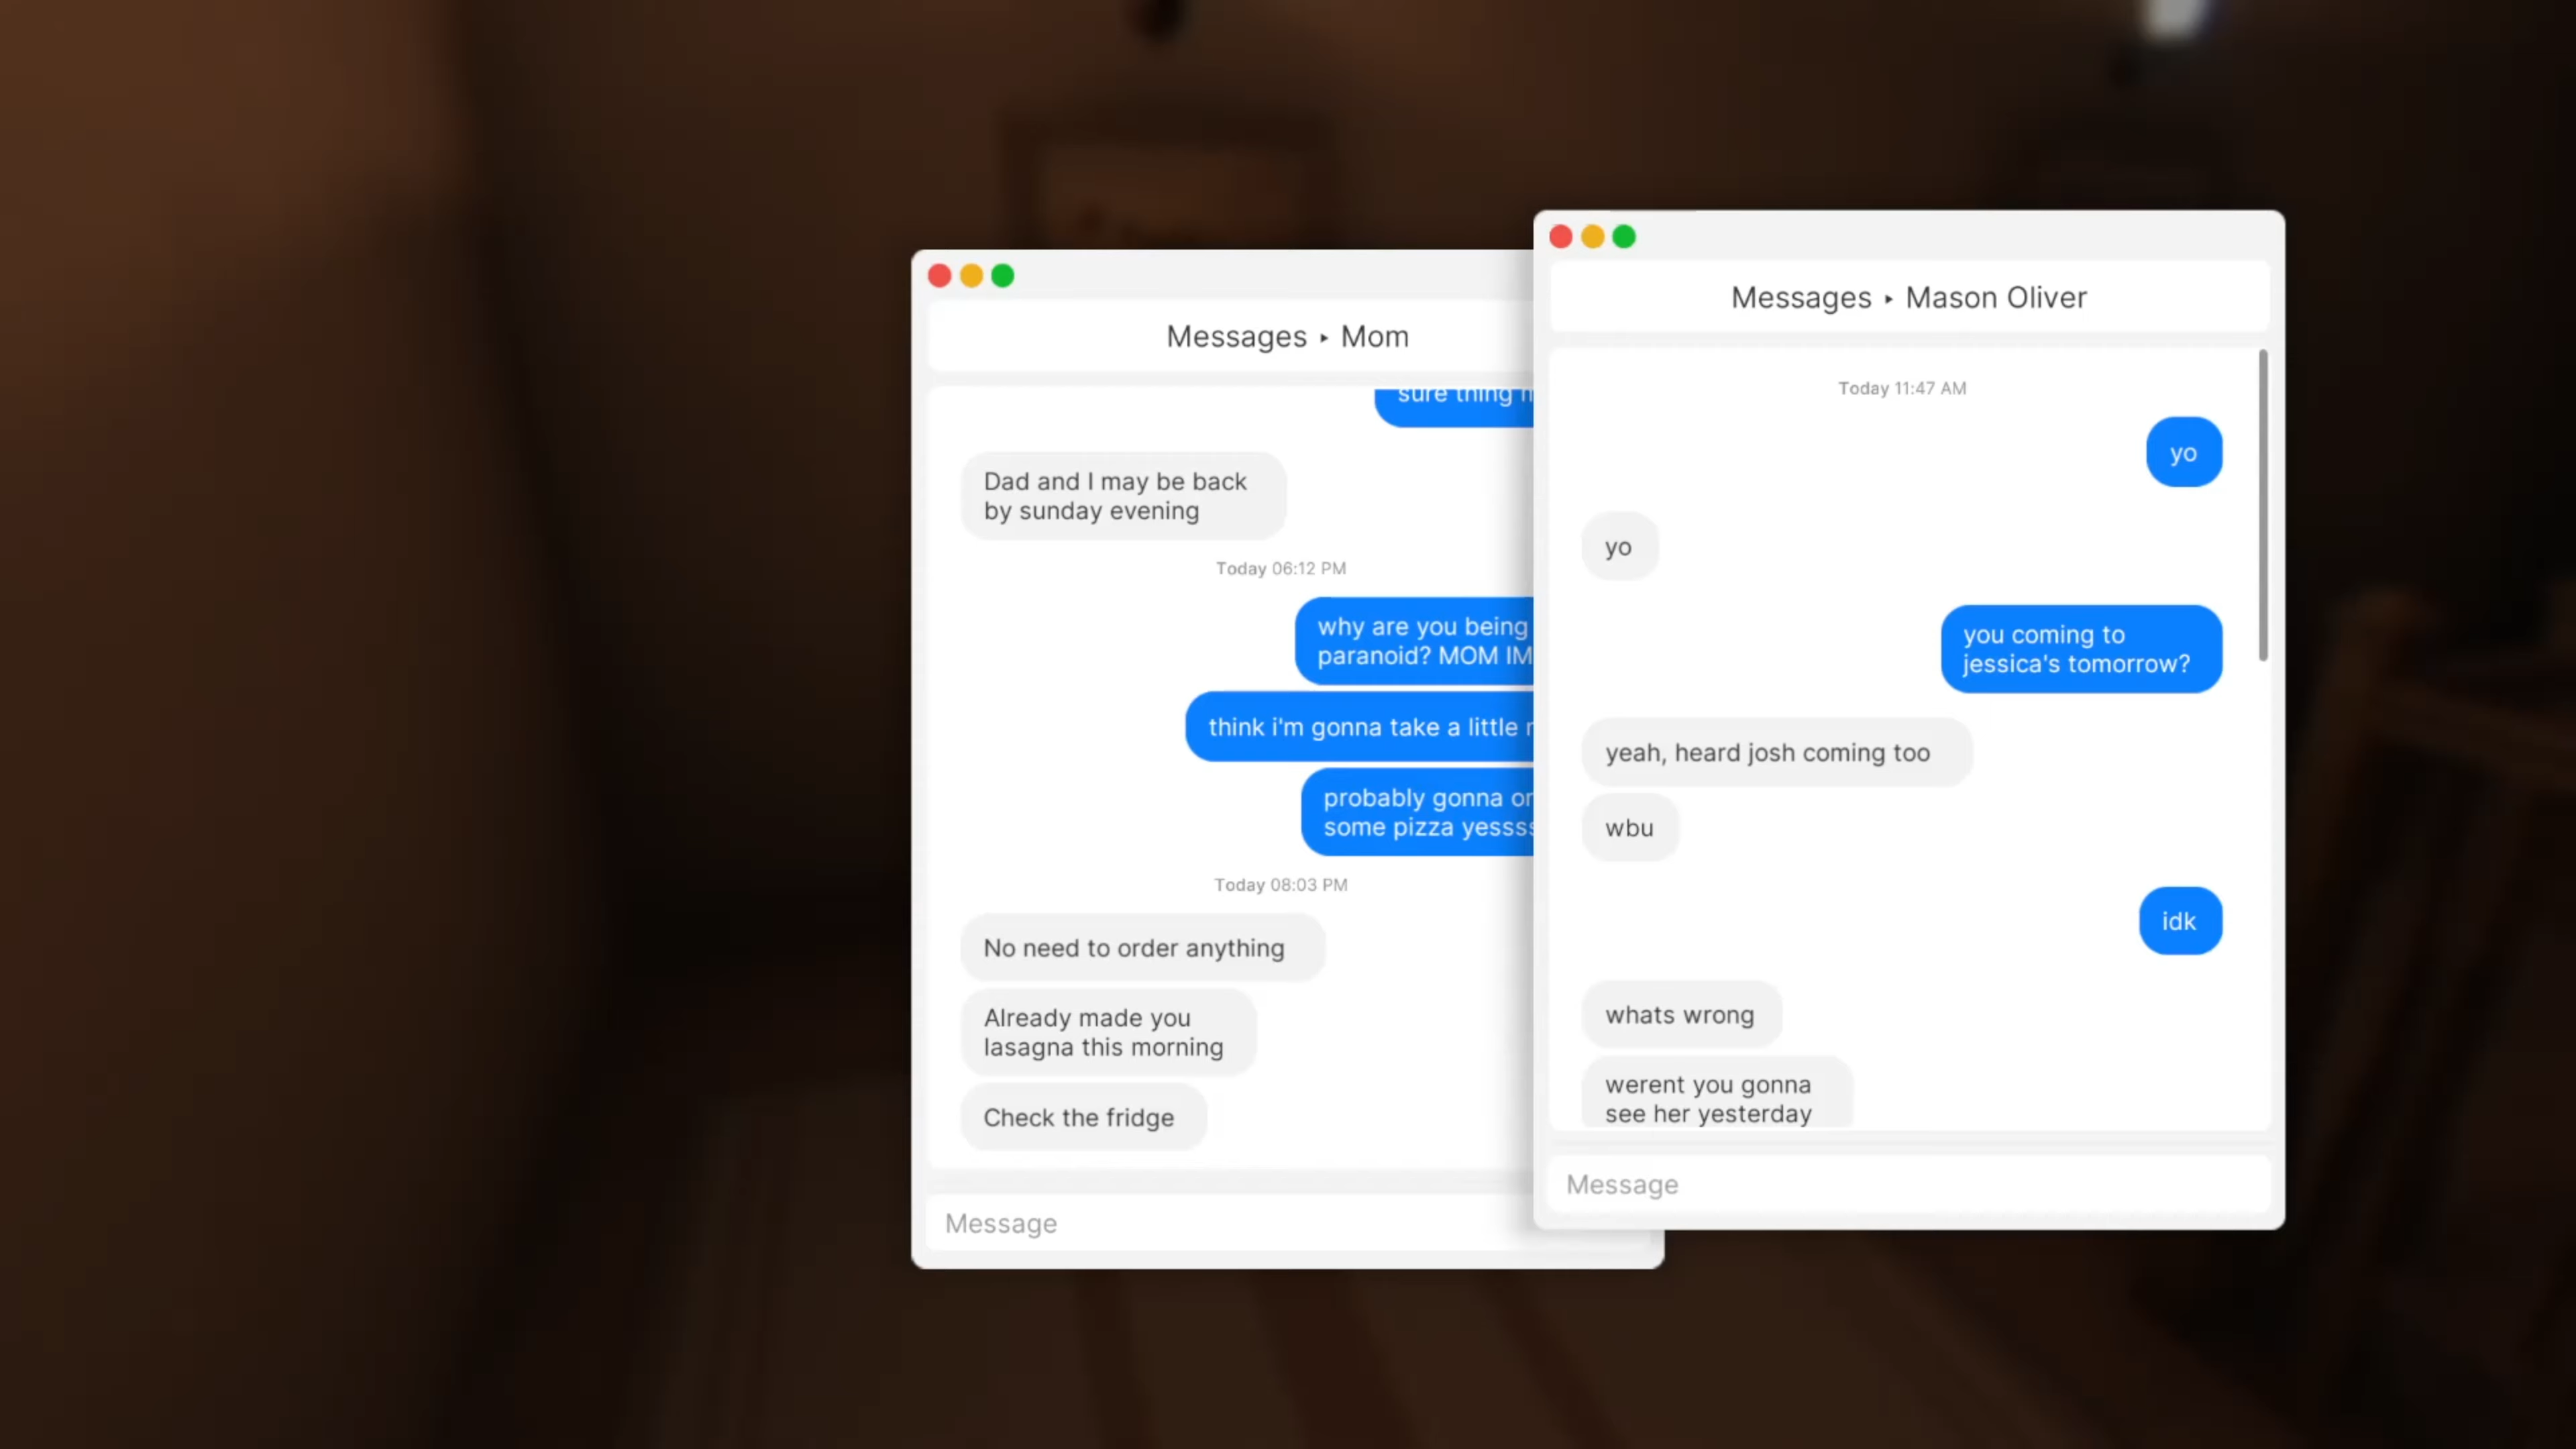 Messages ▸ Mom
sure thing
Dad and I may be back
by sunday evening
Today 06:12 PM
why are you being
paranoid? MOM IM
think i'm gonna take a little
probably gonna
some pizza yessss
Today 08:03 PM
No need to order anything
Already made you
lasagna this morning
Check the fridge
Message
Messages ▸ Mason Oliver
Today 11:47 AM
yo
yo
you coming to
jessica's tomorrow?
yeah, heard josh coming too
wbu
idk
whats wrong
werent you gonna
see her yesterday
Message